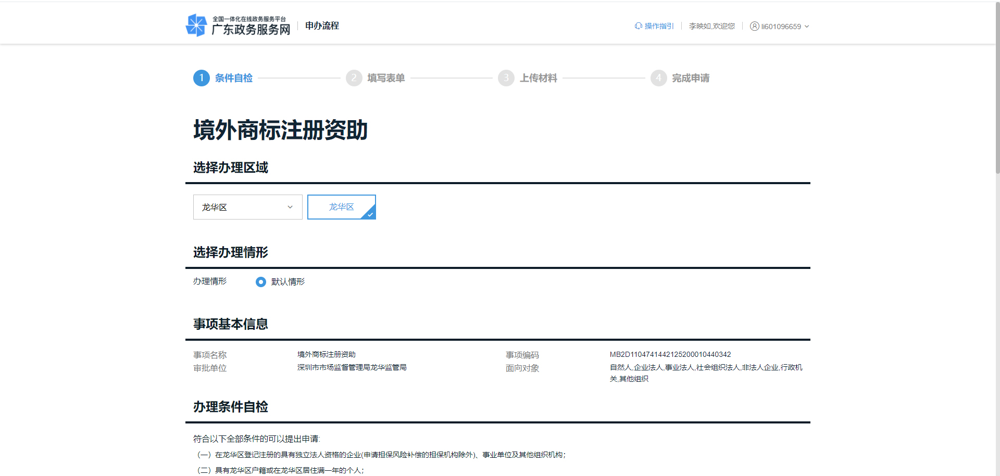 全国一体化在线政务服务平台
广东政务服务网
申办流程
操作指引
李映如,欢迎您
li601096659
1 条件自检
2 填写表单
3 上传材料
4 完成申请
境外商标注册资助
选择办理区域
龙华区
龙华区
选择办理情形
办理情形 默认情形
事项基本信息
事项名称 境外商标注册资助 事项编码 MB2D1104741442125200010440342
审批单位 深圳市市场监督管理局龙华监管局 面向对象 自然人,企业法人,事业法人,社会组织法人,非法人企业,行政机
关,其他组织
办理条件自检
符合以下全部条件的可以提出申请:
（一）在龙华区登记注册的具有独立法人资格的企业(申请担保风险补偿的担保机构除外)、事业单位及其他组织机构；
（二）具有龙华区户籍或在龙华区居住满一年的个人；